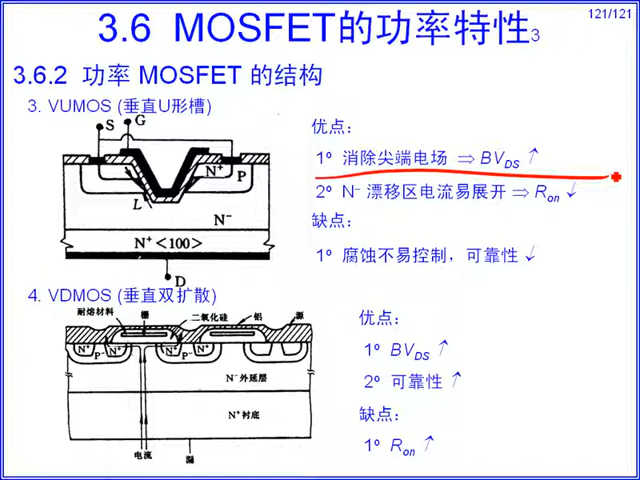 121/121
3.6 MOSFET的功率特性3
3.6.2 功率 MOSFET 的结构
3. VUMOS (垂直U形槽)
S
G
N⁺
P
L
N⁻
N⁺<100>
D
优点：
1º 消除尖端电场 ⇒ BV_DS ↑
2º N⁻ 漂移区电流易展开 ⇒ R_on ↓
缺点：
1º 腐蚀不易控制，可靠性 ↓
4. VDMOS (垂直双扩散)
耐熔材料
栅
二氧化硅
铝
源
N⁺ P⁻ N⁺ N⁺ P⁻ N⁺
N⁻外延层
N⁺衬底
电流
漏
优点：
1º BV_DS ↑
2º 可靠性 ↑
缺点：
1º R_on ↑